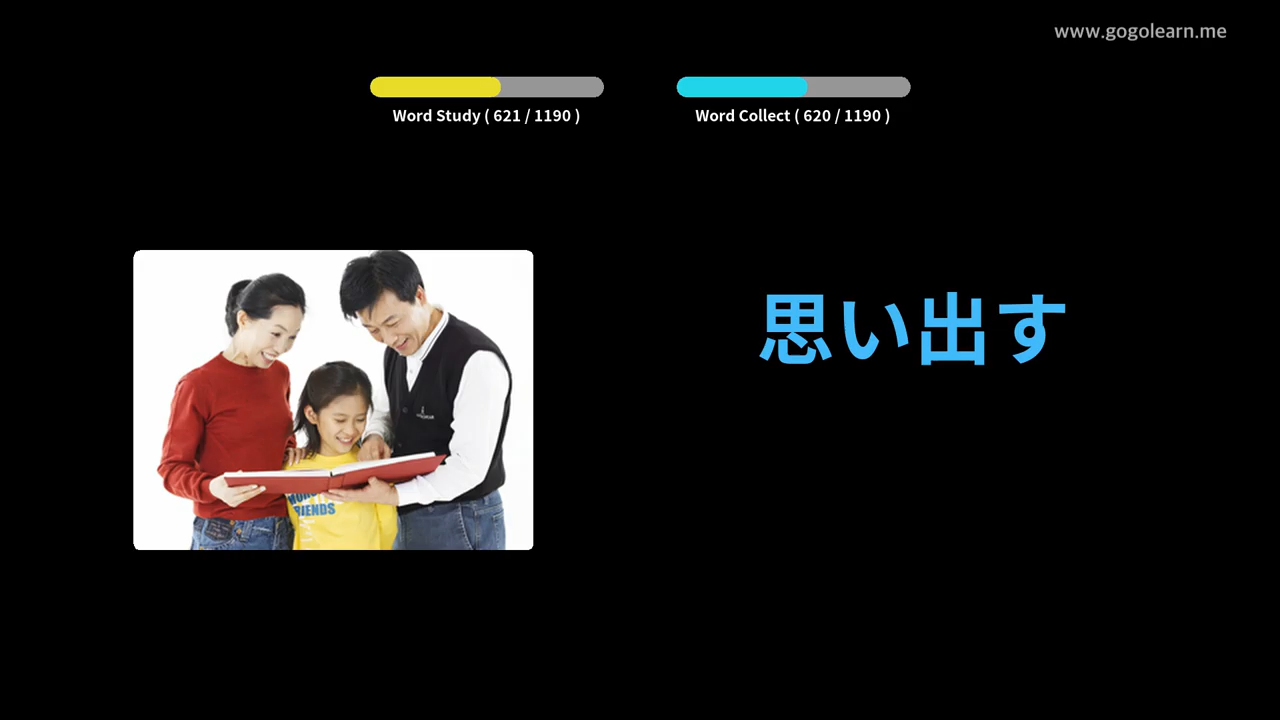 www.gogolearn.me
Word Study ( 621 / 1190 )
Word Collect ( 620 / 1190 )
思い出す
FRIENDS